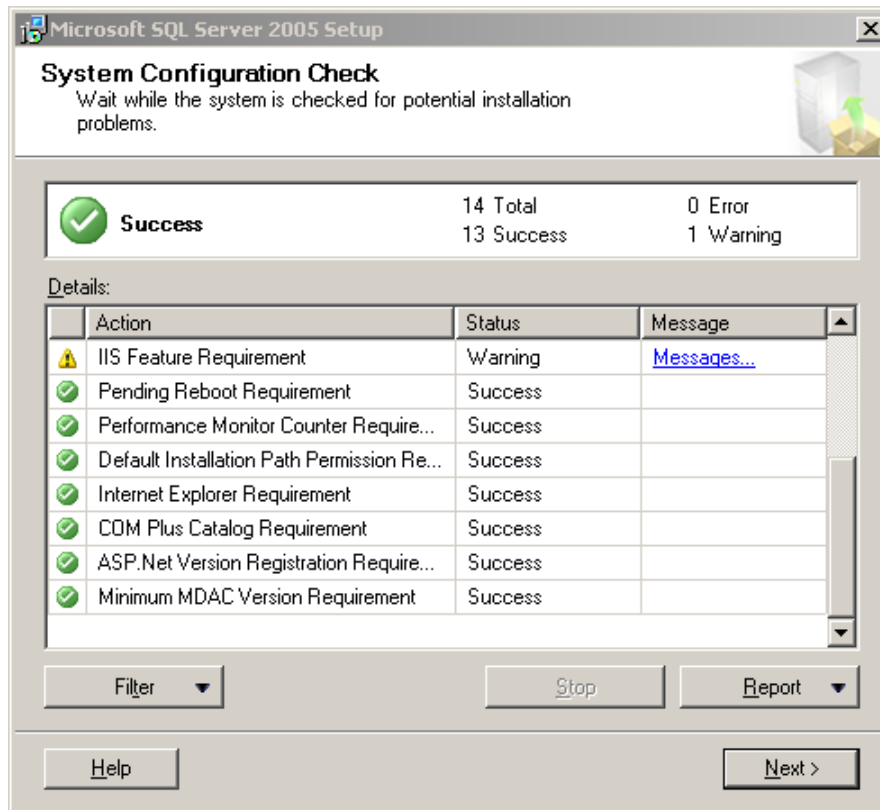 Microsoft SQL Server 2005 Setup
System Configuration Check
Wait while the system is checked for potential installation
problems.
Success
14 Total
0 Error
13 Success
1 Warning
Details:
Action Status Message
IIS Feature Requirement Warning Messages...
Pending Reboot Requirement Success
Performance Monitor Counter Require... Success
Default Installation Path Permission Re... Success
Internet Explorer Requirement Success
COM Plus Catalog Requirement Success
ASP.Net Version Registration Require... Success
Minimum MDAC Version Requirement Success
Filter Stop Report
Help Next >